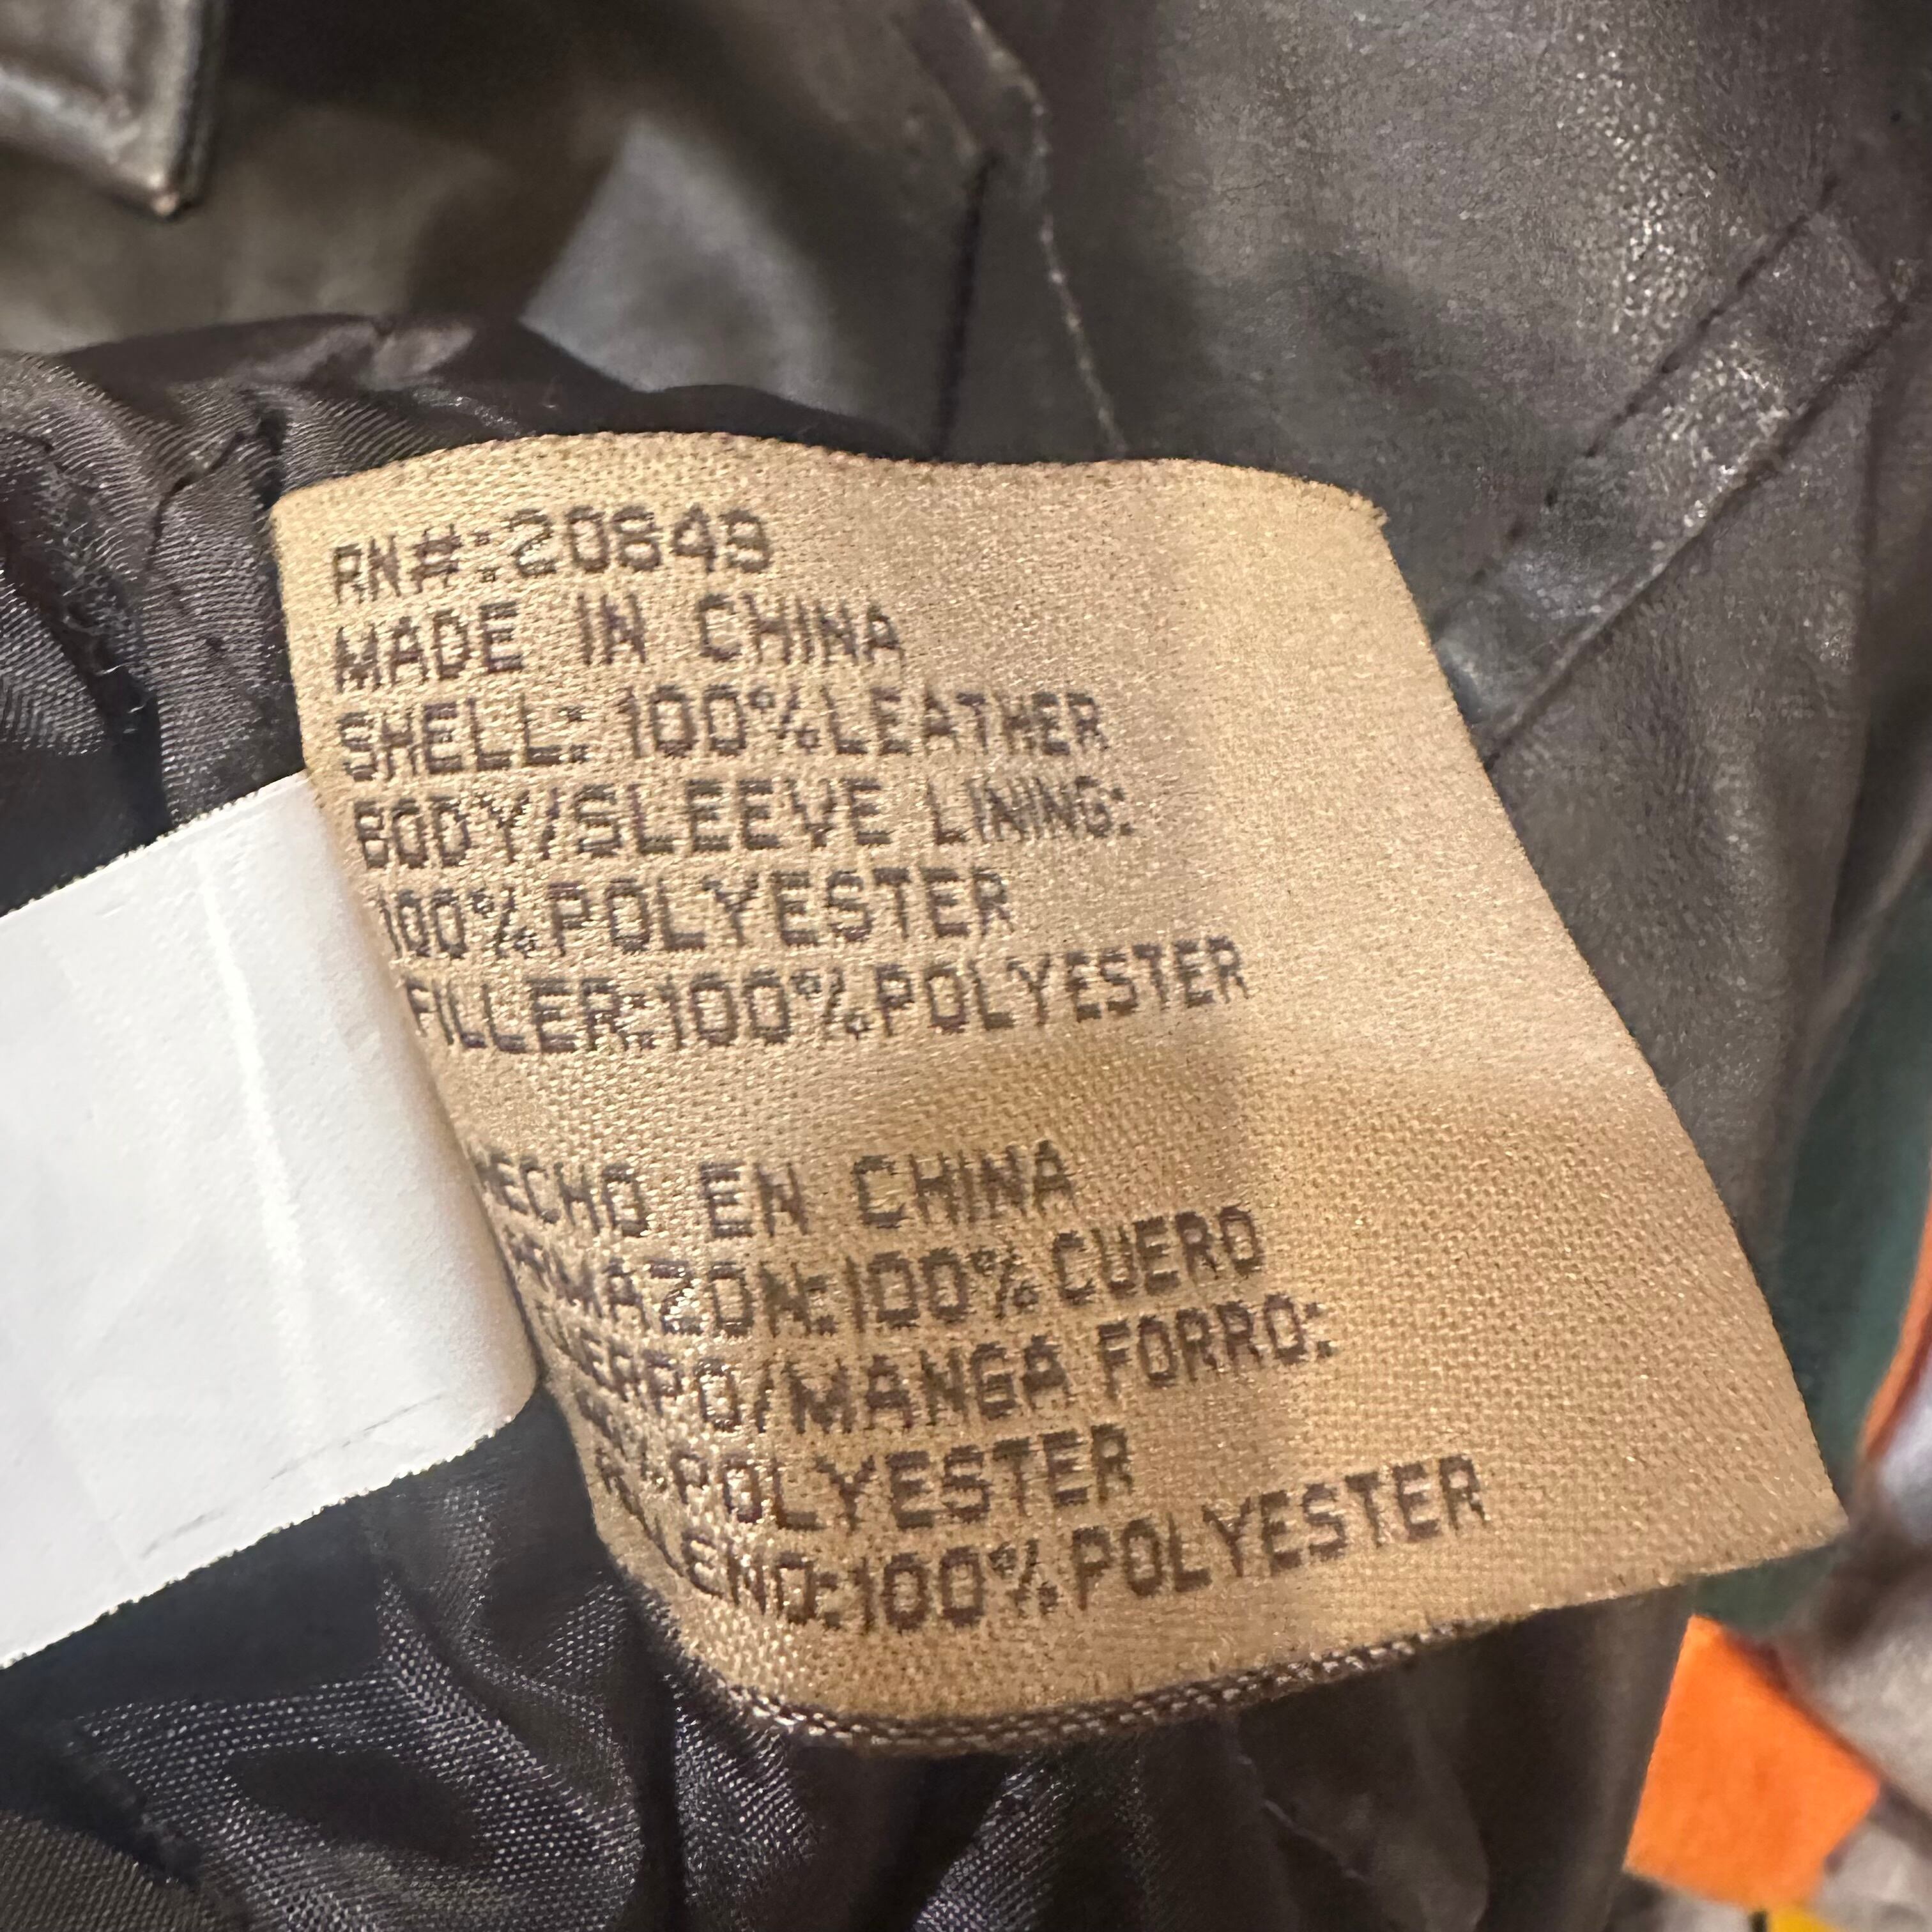 RN#:20649
MADE IN CHINA
SHELL: 100%LEATHER
BODY/SLEEVE LINING:
100%POLYESTER
FILLER:100%POLYESTER
HECHO EN CHINA
ARMAZON:100%CUERO
CUERPO/MANGA FORRO:
POLYESTER
RELLENO:100%POLYESTER